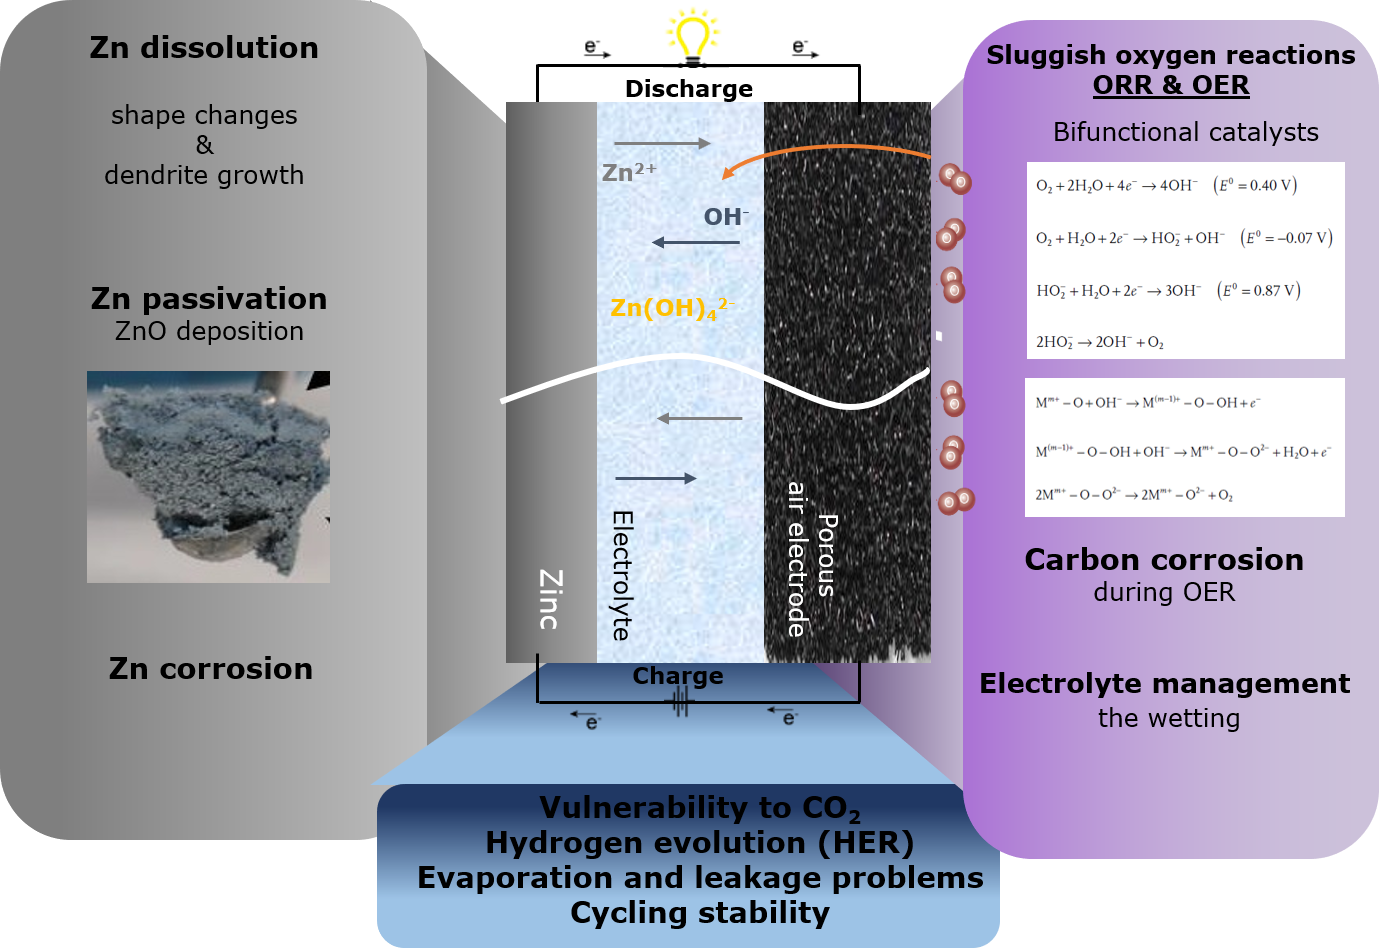 Zn dissolution
shape changes
&
dendrite growth
Zn passivation
ZnO deposition
Zn corrosion
e⁻
e⁻
Discharge
Zn²⁺
OH⁻
Zn(OH)₄²⁻
Zinc
Electrolyte
Porous
air electrode
Charge
e⁻
e⁻
Sluggish oxygen reactions
ORR & OER
Bifunctional catalysts
O₂ + 2H₂O + 4e⁻ → 4OH⁻ (E⁰ = 0.40 V)
O₂ + H₂O + 2e⁻ → HO₂⁻ + OH⁻ (E⁰ = −0.07 V)
HO₂⁻ + H₂O + 2e⁻ → 3OH⁻ (E⁰ = 0.87 V)
2HO₂⁻ → 2OH⁻ + O₂
Mᵐ⁺ − O + OH⁻ → M⁽ᵐ⁻¹⁾⁺ − O − OH + e⁻
M⁽ᵐ⁻¹⁾⁺ − O − OH + OH⁻ → Mᵐ⁺ − O − O²⁻ + H₂O + e⁻
2Mᵐ⁺ − O − O²⁻ → 2Mᵐ⁺ − O²⁻ + O₂
Carbon corrosion
during OER
Electrolyte management
the wetting
Vulnerability to CO₂
Hydrogen evolution (HER)
Evaporation and leakage problems
Cycling stability